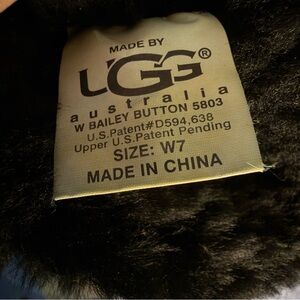 MADE BY
UGG®
australia
W BAILEY BUTTON 5803
U.S.Patent#D594,638
Upper U.S.Patent Pending
SIZE: W7
MADE IN CHINA